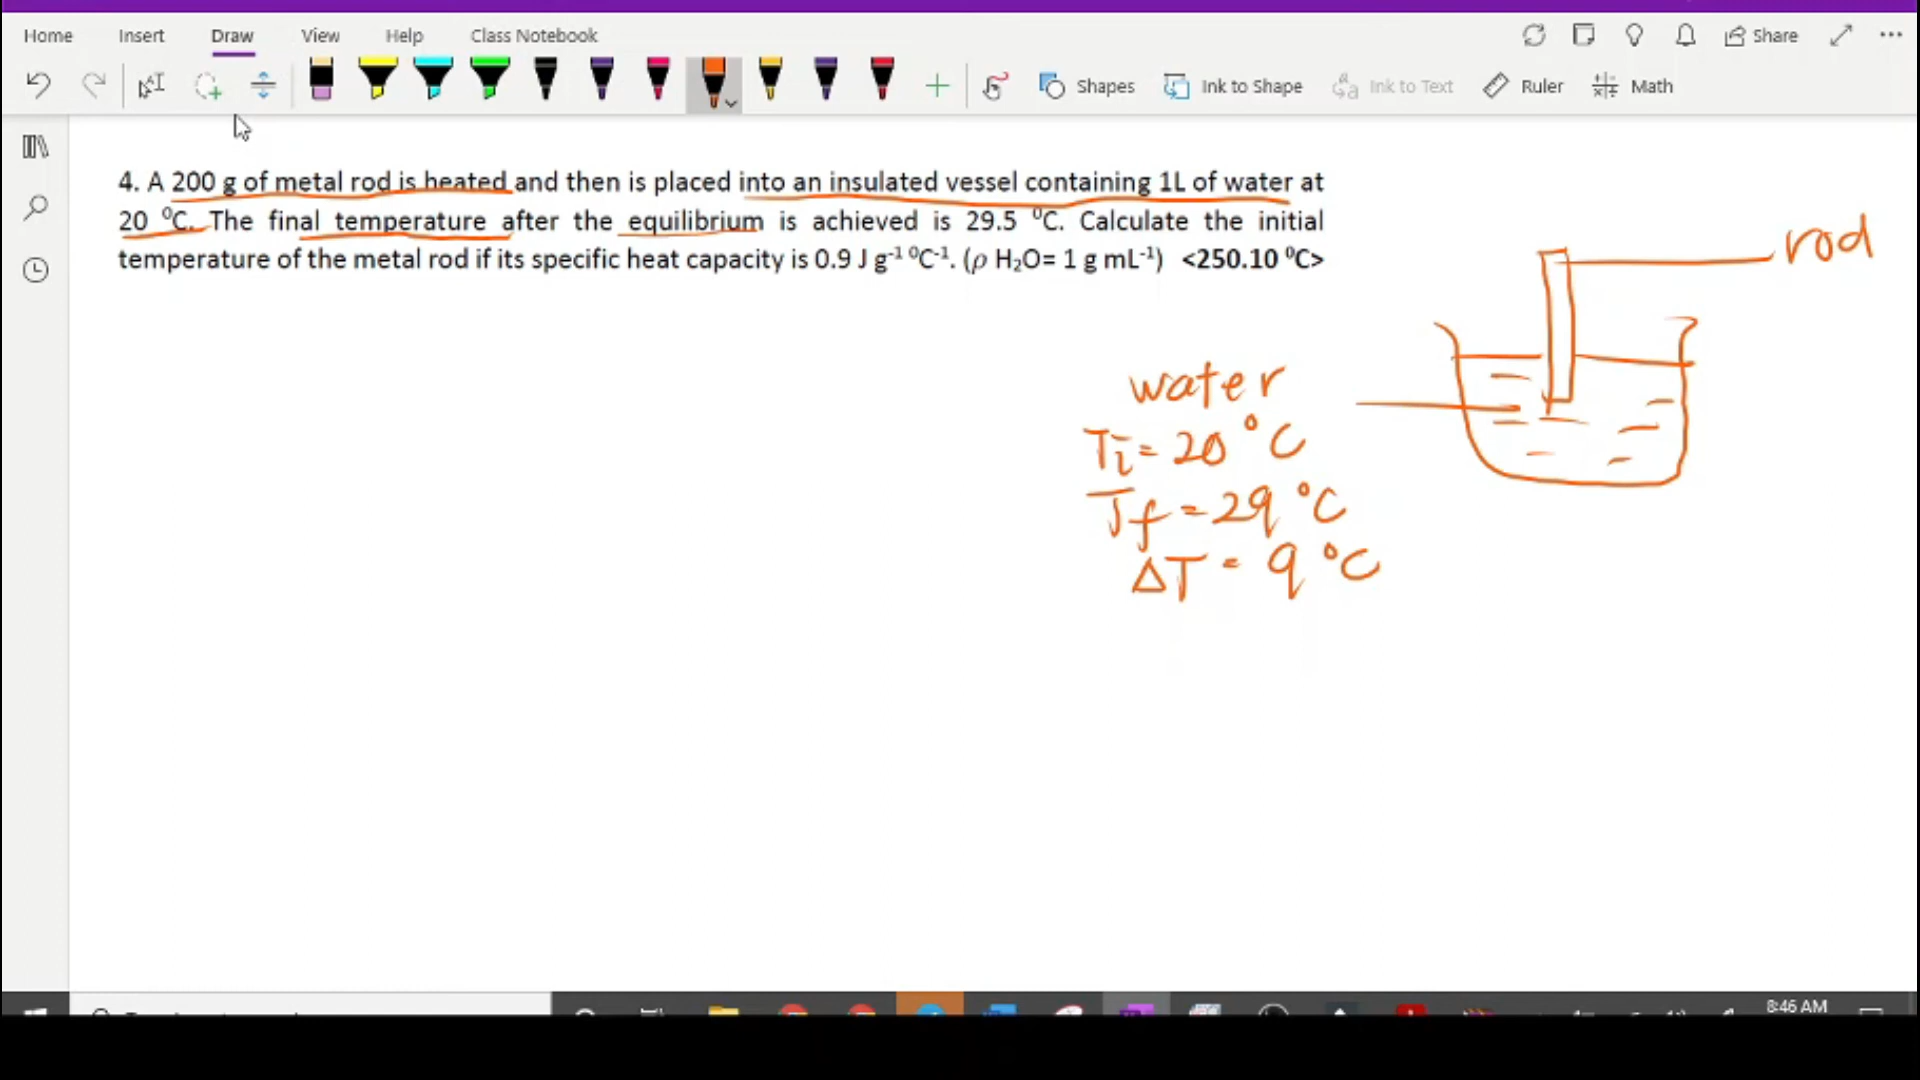 Home Insert Draw View Help Class Notebook Share
Shapes Ink to Shape Ink to Text Ruler Math
4. A 200 g of metal rod is heated and then is placed into an insulated vessel containing 1L of water at
20 ⁰C. The final temperature after the equilibrium is achieved is 29.5 ⁰C. Calculate the initial
temperature of the metal rod if its specific heat capacity is 0.9 J g⁻¹ ⁰C⁻¹. (ρ H₂O= 1 g mL⁻¹) <250.10 ⁰C>
rod
water
Ti = 20 °C
Tf = 29 °C
ΔT = 9 °C
8:46 AM